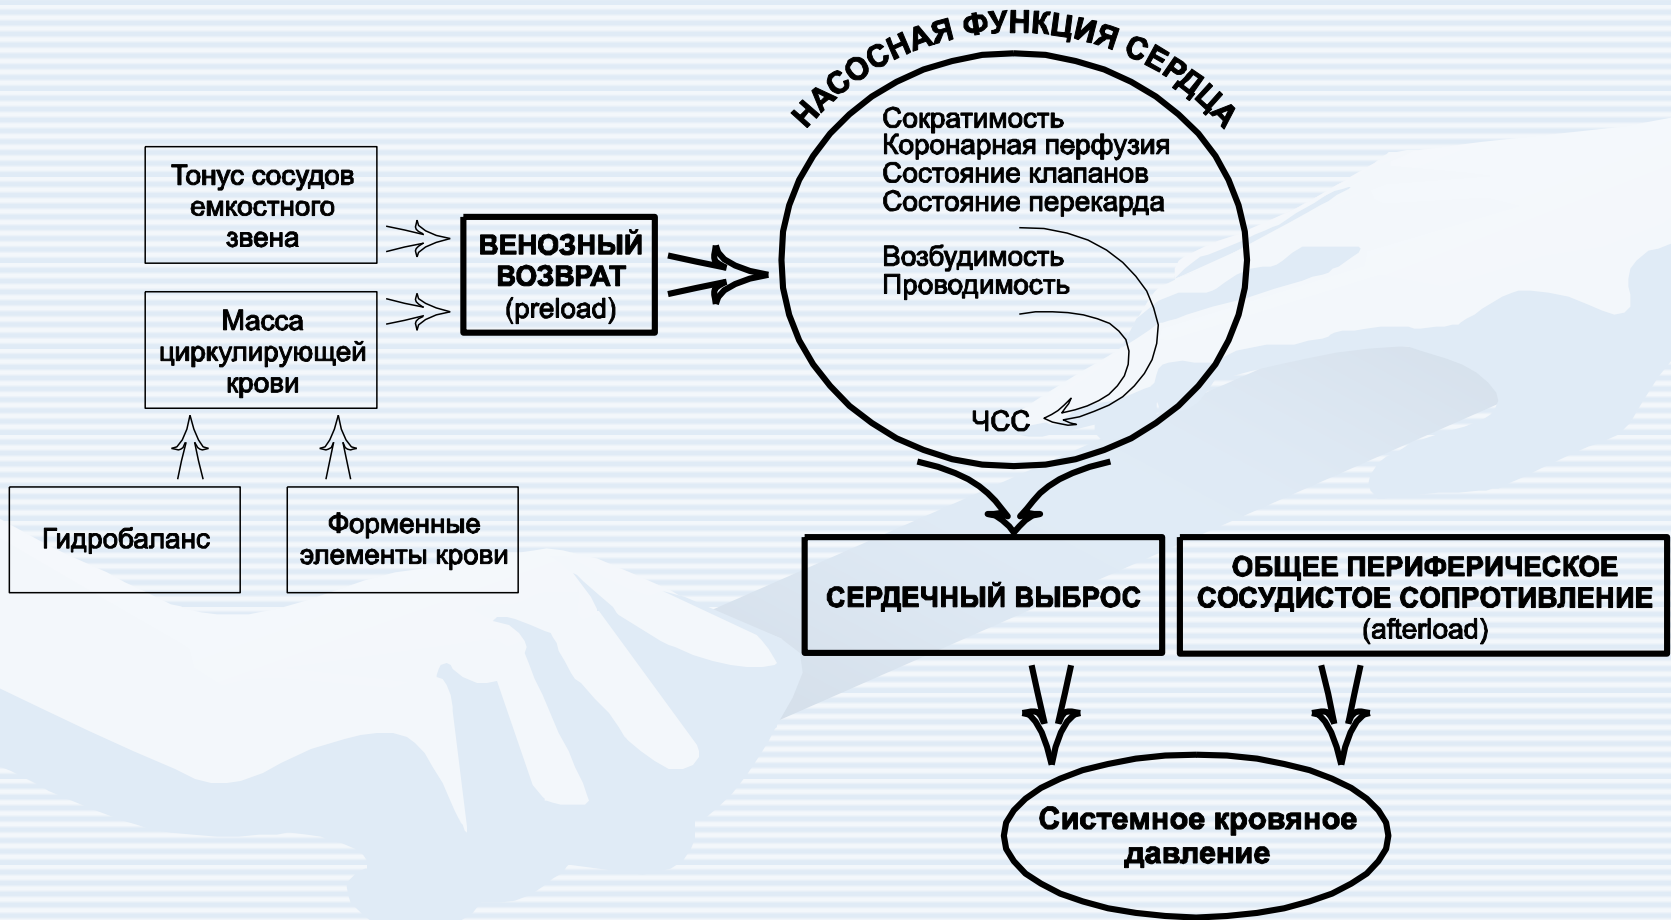 НАСОСНАЯ ФУНКЦИЯ СЕРДЦА
Сократимость
Коронарная перфузия
Состояние клапанов
Состояние перекарда
Возбудимость
Проводимость
ЧСС
Тонус сосудов
емкостного
звена
ВЕНОЗНЫЙ
ВОЗВРАТ
(preload)
Масса
циркулирующей
крови
Гидробаланс
Форменные
элементы крови
СЕРДЕЧНЫЙ ВЫБРОС
ОБЩЕЕ ПЕРИФЕРИЧЕСКОЕ
СОСУДИСТОЕ СОПРОТИВЛЕНИЕ
(afterload)
Системное кровяное
давление